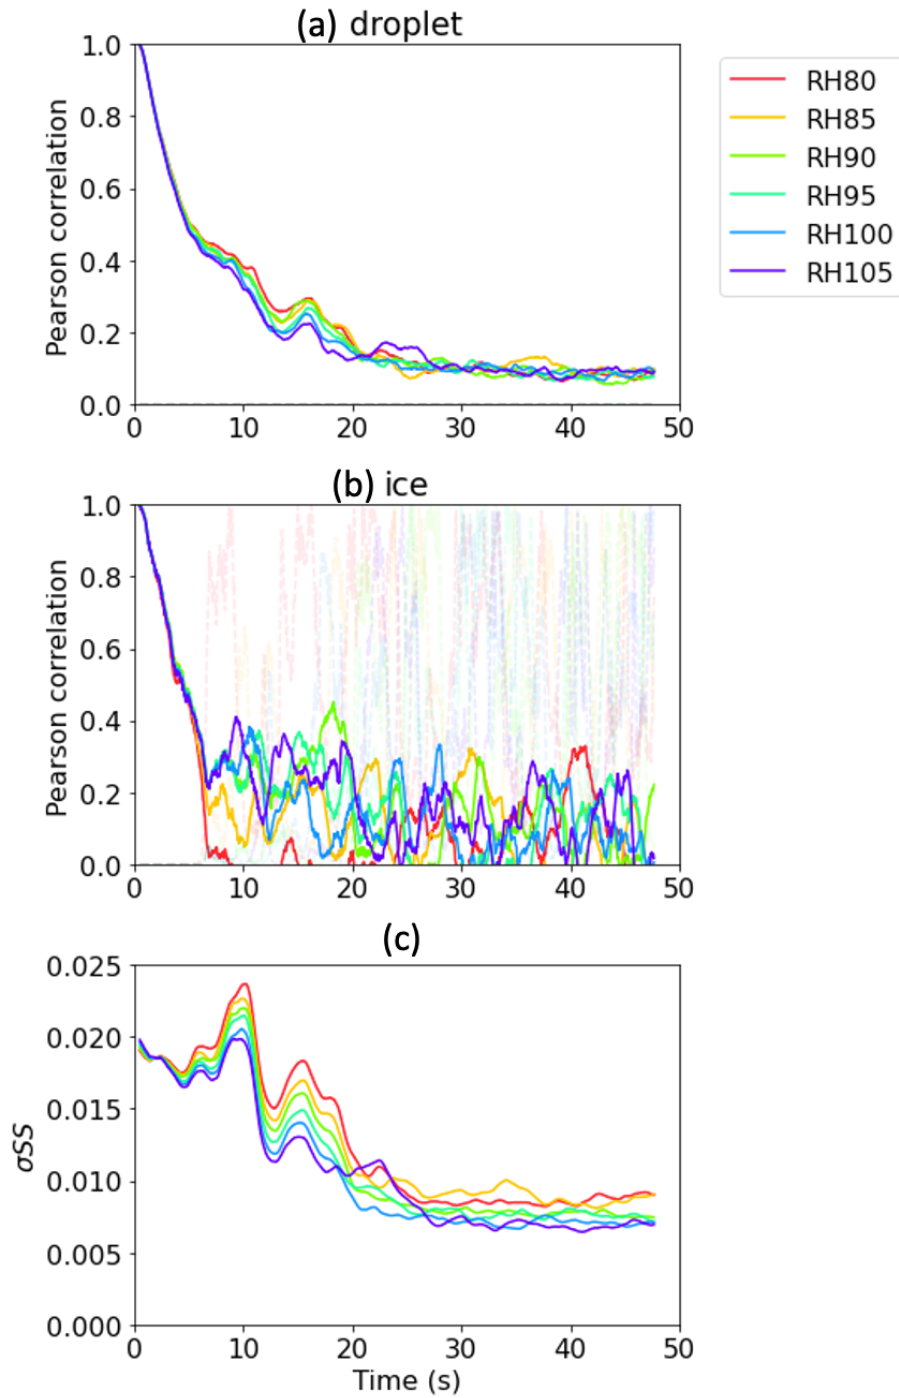 (a) droplet
1.0
0.8
0.6
0.4
0.2
0.0
Pearson correlation
0 10 20 30 40 50
RH80
RH85
RH90
RH95
RH100
RH105
(b) ice
1.0
0.8
0.6
0.4
0.2
0.0
Pearson correlation
0 10 20 30 40 50
(c)
0.025
0.020
0.015
0.010
0.005
0.000
σSS
0 10 20 30 40 50
Time (s)